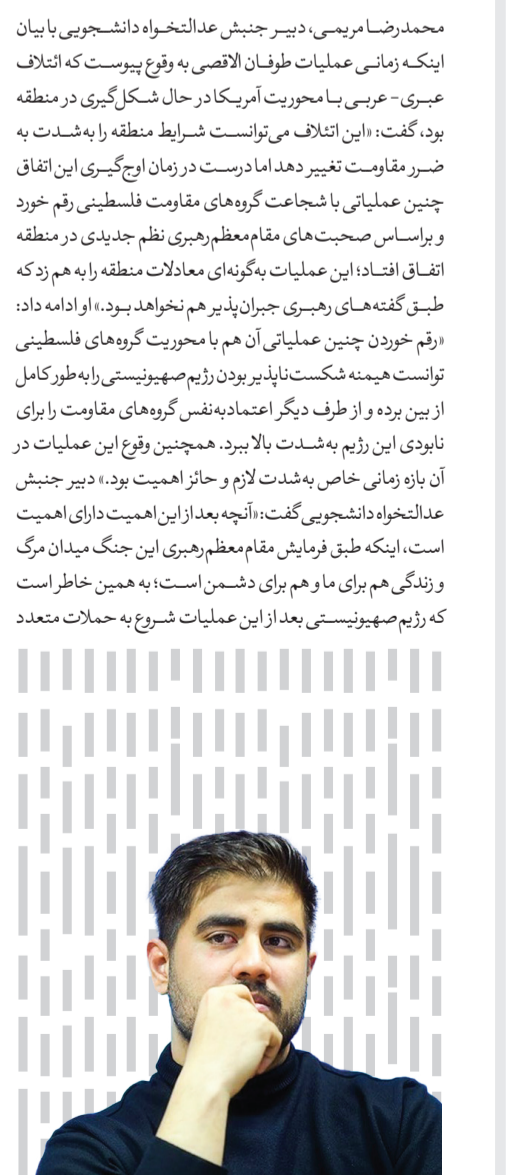 محمدرضا مریمی، دبیر جنبش عدالتخواه دانشجویی با بیان
اینکه زمانی عملیات طوفان الاقصی به وقوع پیوست که ائتلاف
عبری- عربی با محوریت آمریکا در حال شکل‌گیری در منطقه
بود، گفت: «این ائتلاف می‌توانست شرایط منطقه را به‌شدت به
ضرر مقاومت تغییر دهد اما درست در زمان اوج‌گیری این اتفاق
چنین عملیاتی با شجاعت گروه‌های مقاومت فلسطینی رقم خورد
و براساس صحبت‌های مقام‌معظم‌رهبری نظم جدیدی در منطقه
اتفاق افتاد؛ این عملیات به‌گونه‌ای معادلات منطقه را به هم زد که
طبق گفته‌های رهبری جبران‌پذیر هم نخواهد بود.» او ادامه داد:
«رقم خوردن چنین عملیاتی آن هم با محوریت گروه‌های فلسطینی
توانست هیمنه شکست‌ناپذیر بودن رژیم صهیونیستی را به‌طور کامل
از بین برده و از طرف دیگر اعتمادبه‌نفس گروه‌های مقاومت را برای
نابودی این رژیم به‌شدت بالا ببرد. همچنین وقوع این عملیات در
آن بازه زمانی خاص به‌شدت لازم و حائز اهمیت بود.» دبیر جنبش
عدالتخواه دانشجویی گفت: «آنچه بعد از این اهمیت دارای اهمیت
است، اینکه طبق فرمایش مقام‌معظم‌رهبری این جنگ میدان مرگ
و زندگی هم برای ما و هم برای دشمن است؛ به همین خاطر است
که رژیم صهیونیستی بعد از این عملیات شروع به حملات متعدد